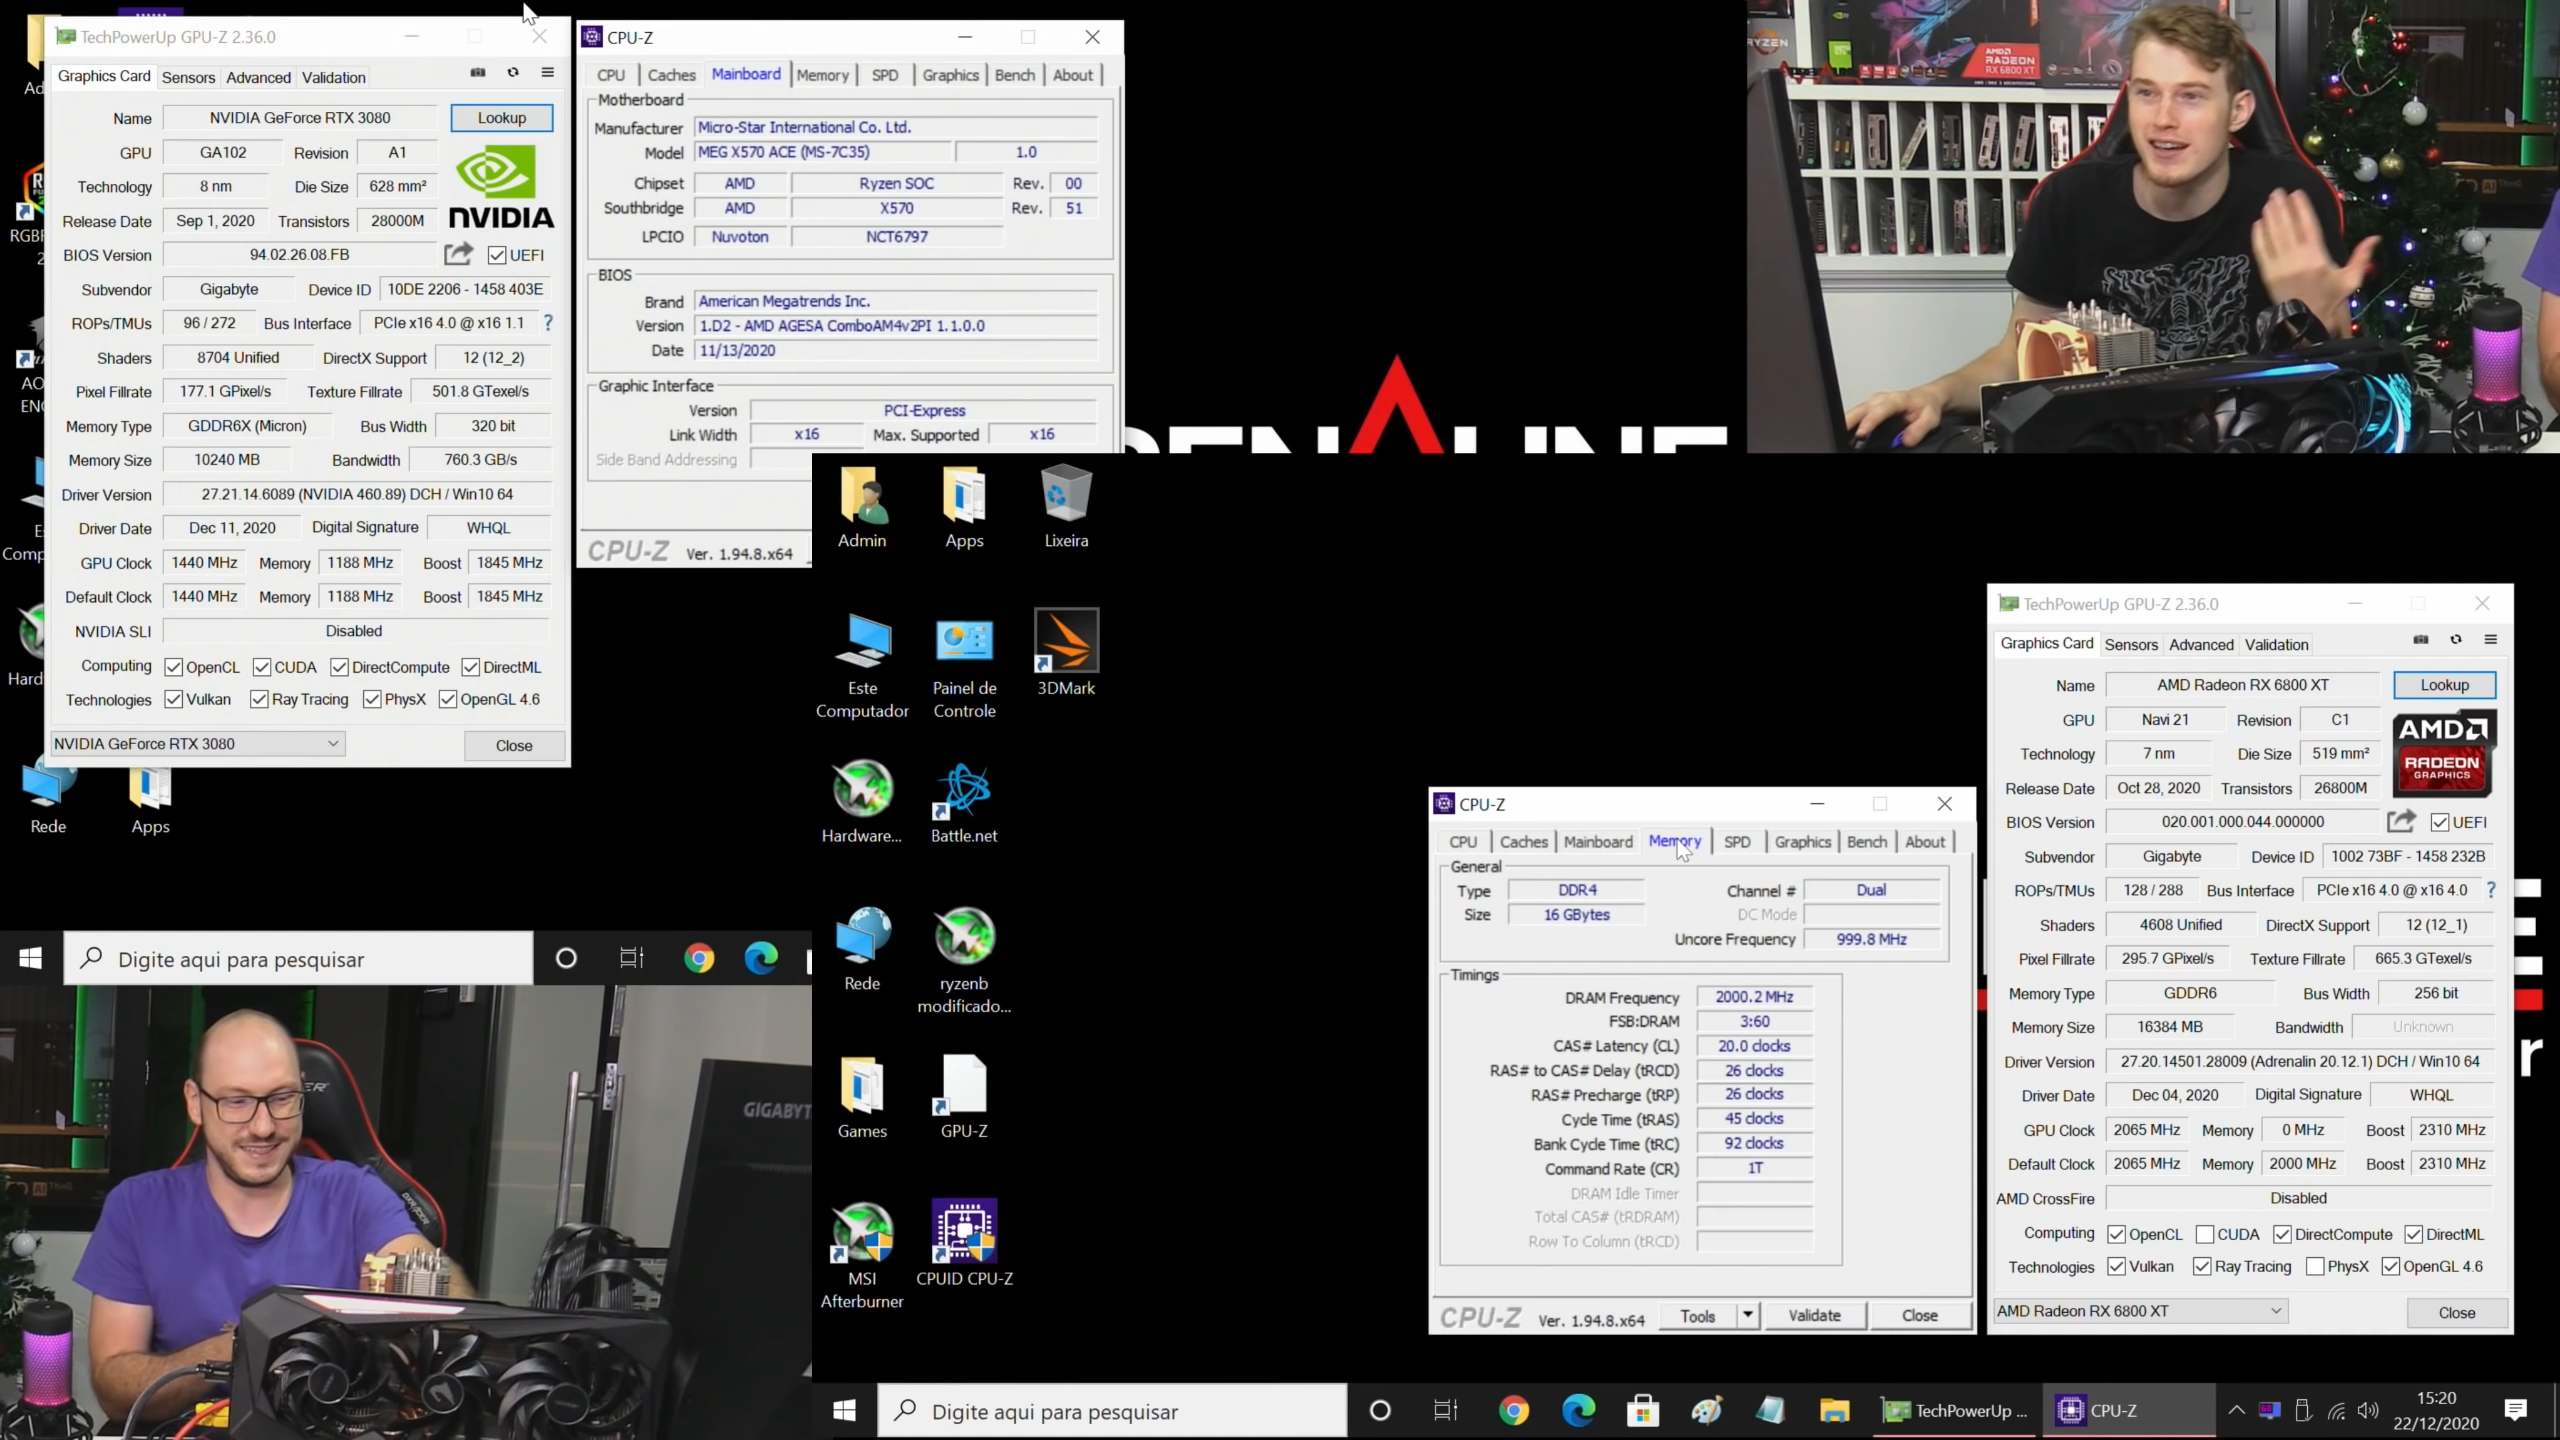 TechPowerUp GPU-Z 2.36.0
Graphics Card Sensors Advanced Validation
Name NVIDIA GeForce RTX 3080 Lookup
GPU GA102 Revision A1
Technology 8 nm Die Size 628 mm²
Release Date Sep 1, 2020 Transistors 28000M
NVIDIA
BIOS Version 94.02.26.08.FB UEFI
Subvendor Gigabyte Device ID 10DE 2206 - 1458 403E
ROPs/TMUs 96 / 272 Bus Interface PCIe x16 4.0 @ x16 1.1 ?
Shaders 8704 Unified DirectX Support 12 (12_2)
Pixel Fillrate 177.1 GPixel/s Texture Fillrate 501.8 GTexel/s
Memory Type GDDR6X (Micron) Bus Width 320 bit
Memory Size 10240 MB Bandwidth 760.3 GB/s
Driver Version 27.21.14.6089 (NVIDIA 460.89) DCH / Win10 64
Driver Date Dec 11, 2020 Digital Signature WHQL
GPU Clock 1440 MHz Memory 1188 MHz Boost 1845 MHz
Default Clock 1440 MHz Memory 1188 MHz Boost 1845 MHz
NVIDIA SLI Disabled
Computing OpenCL CUDA DirectCompute DirectML
Technologies Vulkan Ray Tracing PhysX OpenGL 4.6
NVIDIA GeForce RTX 3080 Close
Rede Apps
Digite aqui para pesquisar
CPU-Z
CPU Caches Mainboard Memory SPD Graphics Bench About
Motherboard
Manufacturer Micro-Star International Co. Ltd.
Model MEG X570 ACE (MS-7C35) 1.0
Chipset AMD Ryzen SOC Rev. 00
Southbridge AMD X570 Rev. 51
LPCIO Nuvoton NCT6797
BIOS
Brand American Megatrends Inc.
Version 1.D2 - AMD AGESA ComboAM4v2PI 1.1.0.0
Date 11/13/2020
Graphic Interface
Version PCI-Express
Link Width x16 Max. Supported x16
Side Band Addressing
CPU-Z Ver. 1.94.8.x64
RYZEN
AMD
RADEON
RX 6800 XT
Admin Apps Lixeira
Este Computador
Painel de Controle
3DMark
Hardware... Battle.net
Rede
ryzenb modificado...
Games GPU-Z
MSI Afterburner
CPUID CPU-Z
CPU-Z
CPU Caches Mainboard Memory SPD Graphics Bench About
General
Type DDR4 Channel # Dual
Size 16 GBytes DC Mode
Uncore Frequency 999.8 MHz
Timings
DRAM Frequency 2000.2 MHz
FSB:DRAM 3:60
CAS# Latency (CL) 20.0 clocks
RAS# to CAS# Delay (tRCD) 26 clocks
RAS# Precharge (tRP) 26 clocks
Cycle Time (tRAS) 45 clocks
Bank Cycle Time (tRC) 92 clocks
Command Rate (CR) 1T
DRAM Idle Timer
Total CAS# (tRDRAM)
Row To Column (tRCD)
CPU-Z Ver. 1.94.8.x64 Tools Validate Close
TechPowerUp GPU-Z 2.36.0
Graphics Card Sensors Advanced Validation
Name AMD Radeon RX 6800 XT Lookup
GPU Navi 21 Revision C1
AMD
RADEON
GRAPHICS
Technology 7 nm Die Size 519 mm²
Release Date Oct 28, 2020 Transistors 26800M
BIOS Version 020.001.000.044.000000 UEFI
Subvendor Gigabyte Device ID 1002 73BF - 1458 232B
ROPs/TMUs 128 / 288 Bus Interface PCIe x16 4.0 @ x16 4.0 ?
Shaders 4608 Unified DirectX Support 12 (12_1)
Pixel Fillrate 295.7 GPixel/s Texture Fillrate 665.3 GTexel/s
Memory Type GDDR6 Bus Width 256 bit
Memory Size 16384 MB Bandwidth Unknown
Driver Version 27.20.14501.28009 (Adrenalin 20.12.1) DCH / Win10 64
Driver Date Dec 04, 2020 Digital Signature WHQL
GPU Clock 2065 MHz Memory 0 MHz Boost 2310 MHz
Default Clock 2065 MHz Memory 2000 MHz Boost 2310 MHz
AMD CrossFire Disabled
Computing OpenCL CUDA DirectCompute DirectML
Technologies Vulkan Ray Tracing PhysX OpenGL 4.6
AMD Radeon RX 6800 XT Close
GIGABYT
Digite aqui para pesquisar
TechPowerUp ... CPU-Z
15:20
22/12/2020